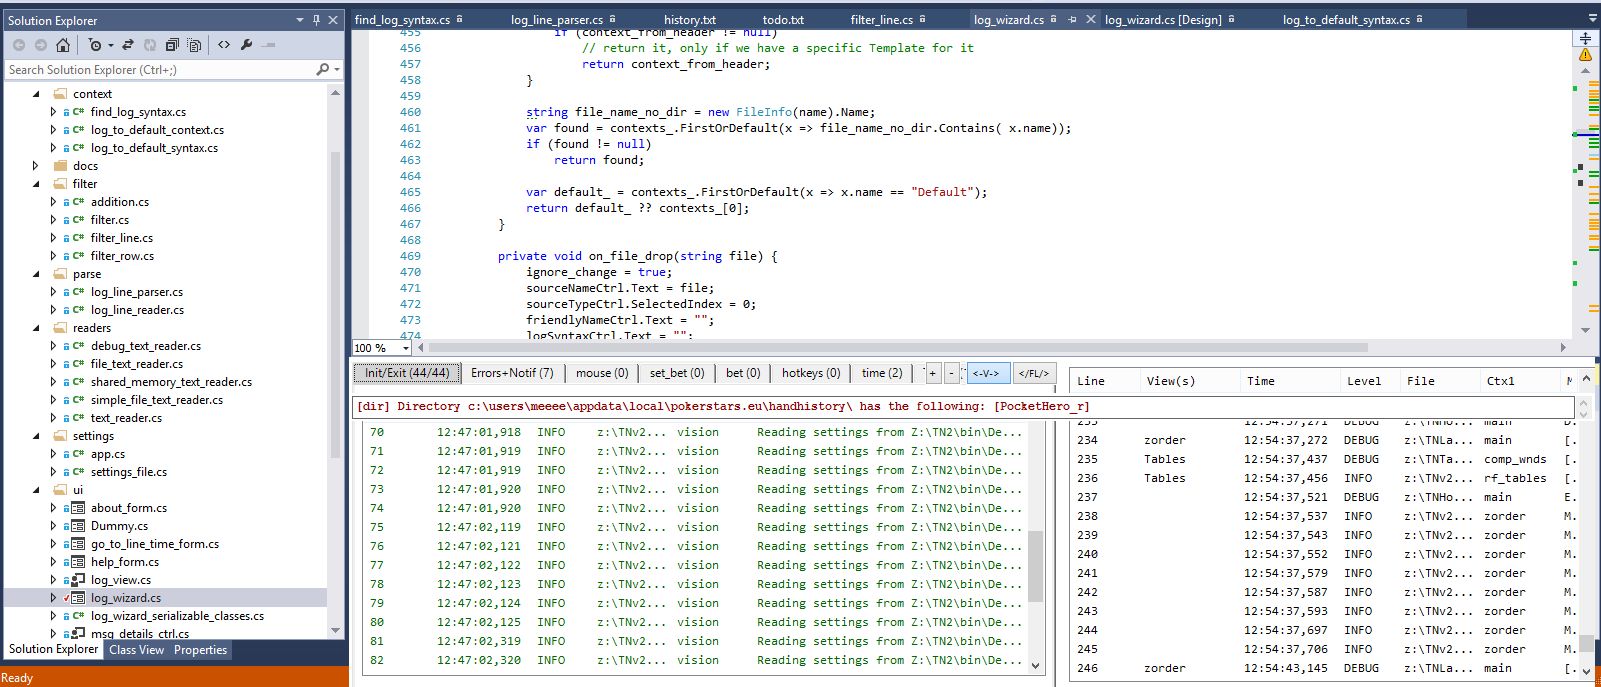 Solution Explorer
Search Solution Explorer (Ctrl+;)
context
find_log_syntax.cs
log_to_default_context.cs
log_to_default_syntax.cs
docs
filter
addition.cs
filter.cs
filter_line.cs
filter_row.cs
parse
log_line_parser.cs
log_line_reader.cs
readers
debug_text_reader.cs
file_text_reader.cs
shared_memory_text_reader.cs
simple_file_text_reader.cs
text_reader.cs
settings
app.cs
settings_file.cs
ui
about_form.cs
Dummy.cs
go_to_line_time_form.cs
help_form.cs
log_view.cs
log_wizard.cs
log_wizard_serializable_classes.cs
msg_details_ctrl.cs
Solution Explorer Class View Properties
Ready
find_log_syntax.cs log_line_parser.cs history.txt todo.txt filter_line.cs log_wizard.cs log_wizard.cs [Design] log_to_default_syntax.cs
455 if (context_from_header != null)
456 // return it, only if we have a specific Template for it
457 return context_from_header;
458 }
459
460 string file_name_no_dir = new FileInfo(name).Name;
461 var found = contexts_.FirstOrDefault(x => file_name_no_dir.Contains( x.name));
462 if (found != null)
463 return found;
464
465 var default_ = contexts_.FirstOrDefault(x => x.name == "Default");
466 return default_ ?? contexts_[0];
467 }
468
469 private void on_file_drop(string file) {
470 ignore_change = true;
471 sourceNameCtrl.Text = file;
472 sourceTypeCtrl.SelectedIndex = 0;
473 friendlyNameCtrl.Text = "";
474 logSyntaxCtrl.Text = "";
100 %
Init/Exit (44/44) Errors+Notif (7) mouse (0) set_bet (0) bet (0) hotkeys (0) time (2) + - <-V-> </FL/>
[dir] Directory c:\users\meeee\appdata\local\pokerstars.eu\handhistory\ has the following: [PocketHero_r]
70 12:47:01,918 INFO z:\TNv2... vision Reading settings from Z:\TN2\bin\De...
71 12:47:01,919 INFO z:\TNv2... vision Reading settings from Z:\TN2\bin\De...
72 12:47:01,919 INFO z:\TNv2... vision Reading settings from Z:\TN2\bin\De...
73 12:47:01,920 INFO z:\TNv2... vision Reading settings from Z:\TN2\bin\De...
74 12:47:01,920 INFO z:\TNv2... vision Reading settings from Z:\TN2\bin\De...
75 12:47:02,119 INFO z:\TNv2... vision Reading settings from Z:\TN2\bin\De...
76 12:47:02,121 INFO z:\TNv2... vision Reading settings from Z:\TN2\bin\De...
77 12:47:02,122 INFO z:\TNv2... vision Reading settings from Z:\TN2\bin\De...
78 12:47:02,123 INFO z:\TNv2... vision Reading settings from Z:\TN2\bin\De...
79 12:47:02,124 INFO z:\TNv2... vision Reading settings from Z:\TN2\bin\De...
80 12:47:02,125 INFO z:\TNv2... vision Reading settings from Z:\TN2\bin\De...
81 12:47:02,319 INFO z:\TNv2... vision Reading settings from Z:\TN2\bin\De...
82 12:47:02,320 INFO z:\TNv2... vision Reading settings from Z:\TN2\bin\De...
Line View(s) Time Level File Ctx1
233 12:54:37,271 DEBUG z:\TNHo... main
234 zorder 12:54:37,272 DEBUG z:\TNLa... main [.
235 Tables 12:54:37,437 DEBUG z:\TNTa... comp_wnds [.
236 Tables 12:54:37,456 INFO z:\TNv2... rf_tables [.
237 12:54:37,521 DEBUG z:\TNHo... main E.
238 12:54:37,537 INFO z:\TNv2... zorder M.
239 12:54:37,543 INFO z:\TNv2... zorder M.
240 12:54:37,552 INFO z:\TNv2... zorder M.
241 12:54:37,579 INFO z:\TNv2... zorder M.
242 12:54:37,587 INFO z:\TNv2... zorder M.
243 12:54:37,593 INFO z:\TNv2... zorder M.
244 12:54:37,697 INFO z:\TNv2... zorder M.
245 12:54:37,706 INFO z:\TNv2... zorder M.
246 zorder 12:54:43,145 DEBUG z:\TNLa... main [.